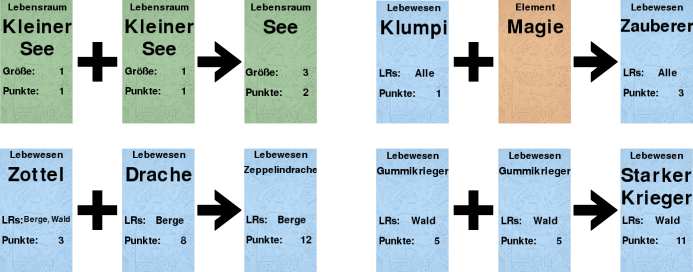 Lebensraum
Kleiner
See
Größe: 1
Punkte: 1
Lebensraum
Kleiner
See
Größe: 1
Punkte: 1
Lebensraum
See
Größe: 3
Punkte: 2
Lebewesen
Klumpi
LRs: Alle
Punkte: 1
Element
Magie
Lebewesen
Zauberer
LRs: Alle
Punkte: 3
Lebewesen
Zottel
LRs: Berge, Wald
Punkte: 3
Lebewesen
Drache
LRs: Berge
Punkte: 8
Lebewesen
Zeppelindrache
LRs: Berge
Punkte: 12
Lebewesen
Gummikrieger
LRs: Wald
Punkte: 5
Lebewesen
Gummikrieger
LRs: Wald
Punkte: 5
Lebewesen
Starker
Krieger
LRs: Wald
Punkte: 11